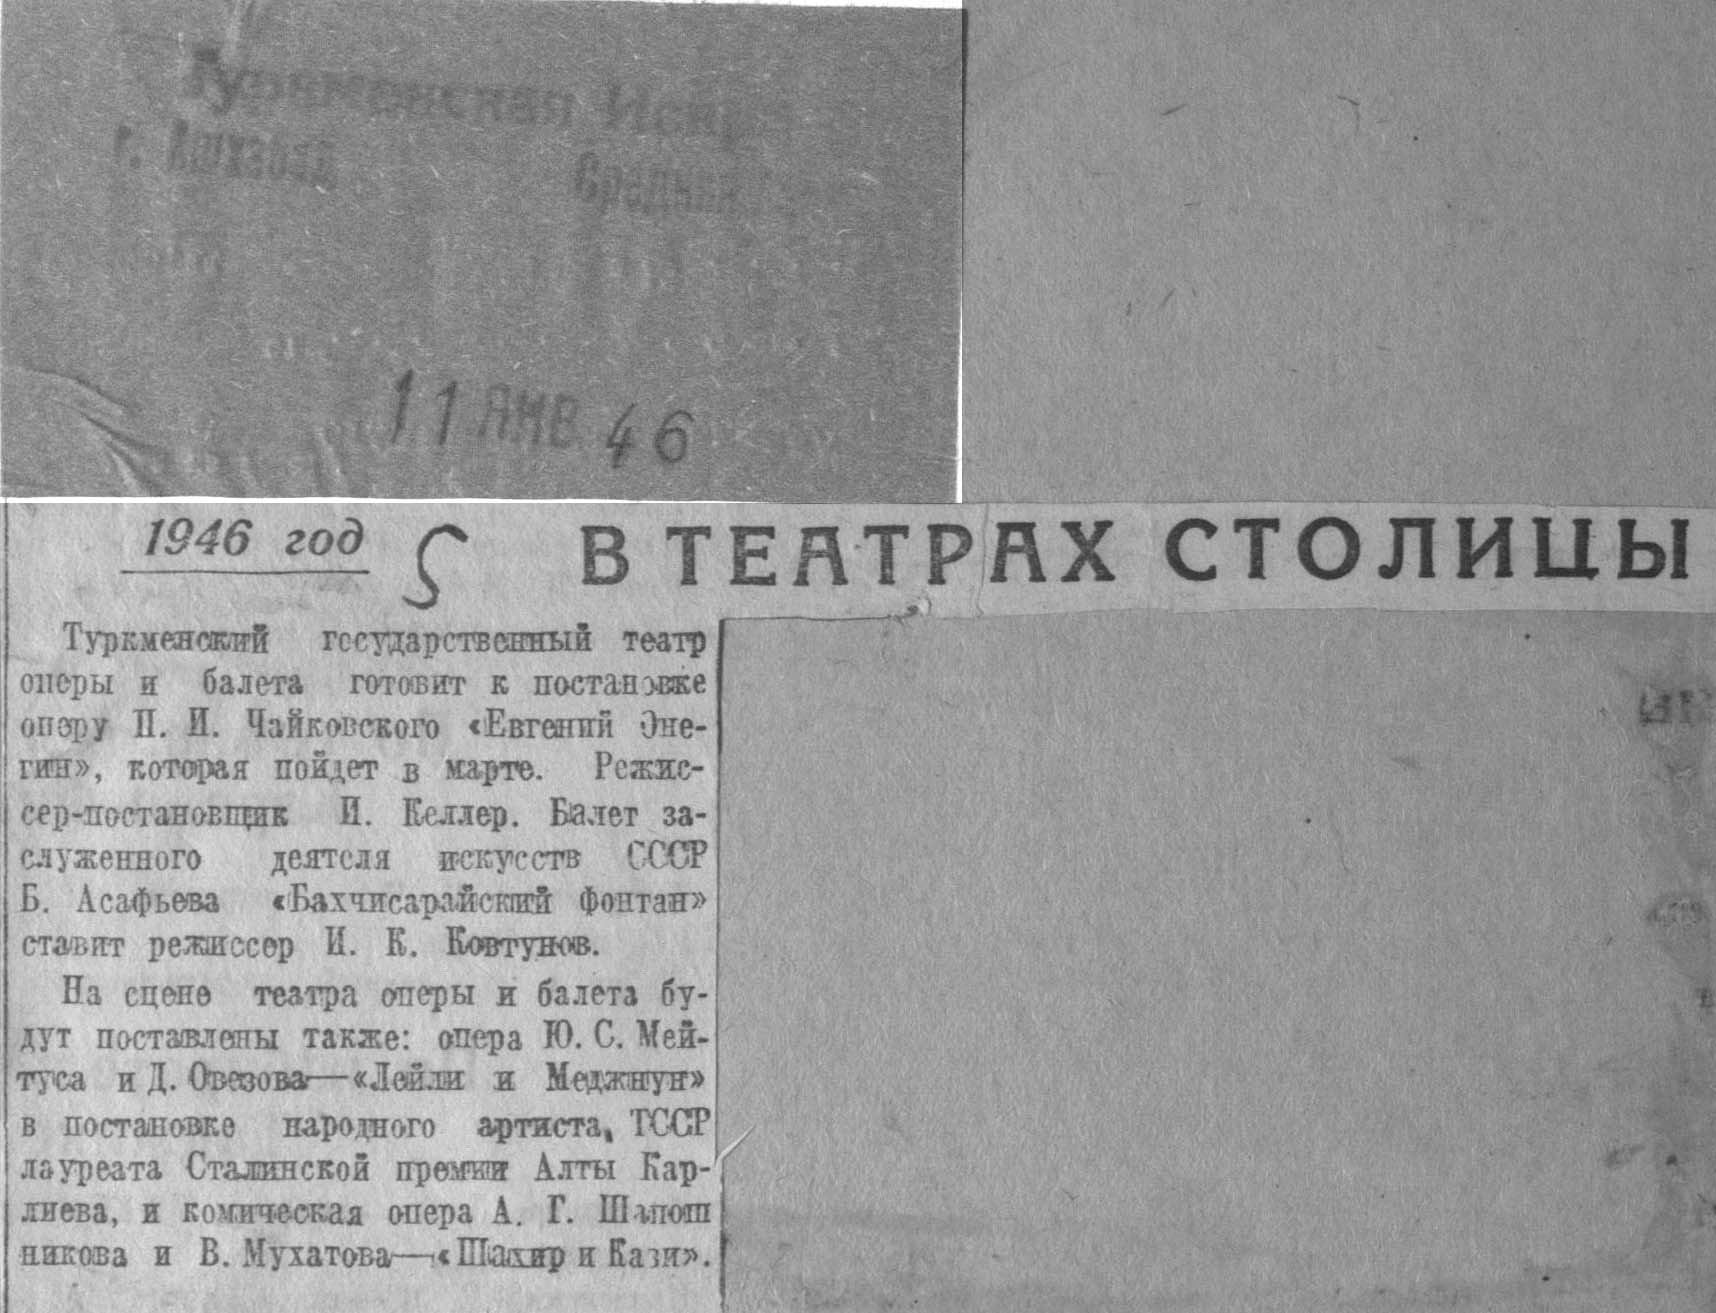 Туркменская Искра
г. Ашхабад Средний
11 ЯНВ 46
1946 год В ТЕАТРАХ СТОЛИЦЫ
Туркменский государственный театр
оперы и балета готовит к постановке
оперу П. И. Чайковского «Евгений Оне-
гин», которая пойдет в марте. Режис-
сер-постановщик И. Келлер. Балет за-
служенного деятеля искусств СССР
Б. Асафьева «Бахчисарайский фонтан»
ставит режиссер И. К. Ковтунов.
На сцене театра оперы и балета бу-
дут поставлены также: опера Ю. С. Мей-
туса и Д. Овезова—«Лейли и Меджнун»
в постановке народного артиста, ТССР
лауреата Сталинской премии Алты Кар-
лиева, и комическая опера А. Г. Шапош
никова и В. Мухатова—«Шахир и Кази».